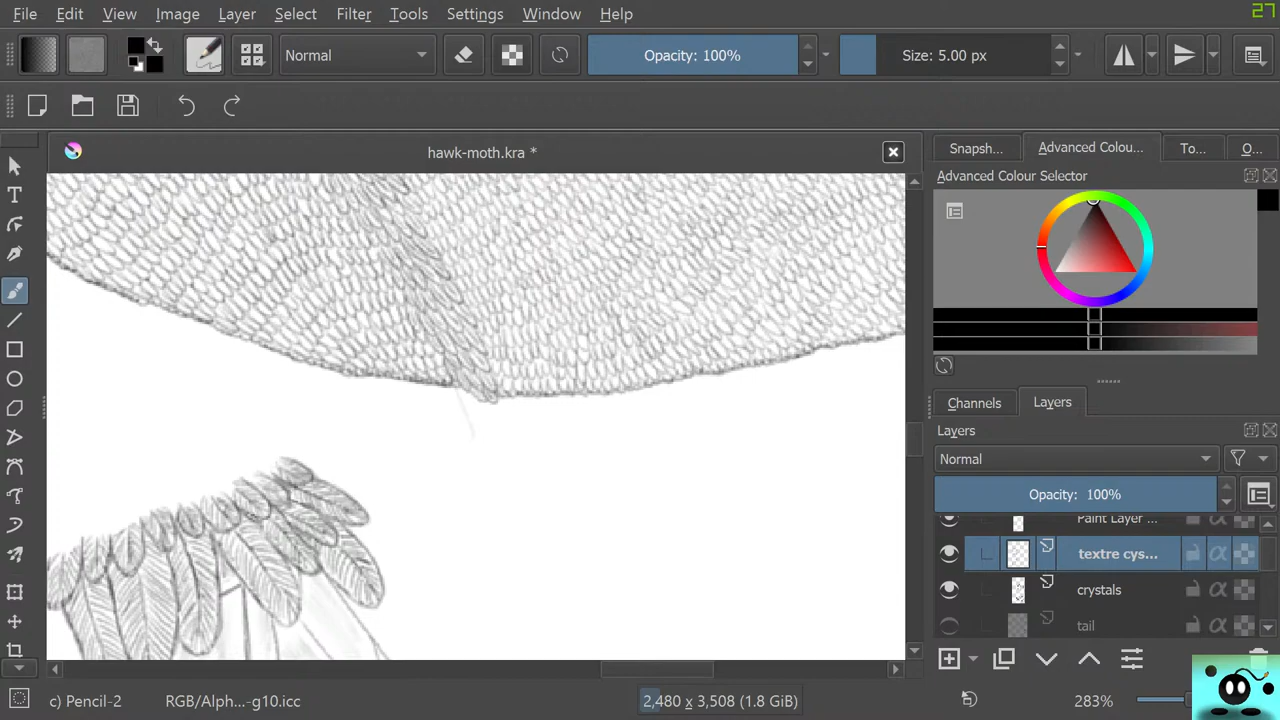 File Edit View Image Layer Select Filter Tools Settings Window Help
27
Normal
Opacity: 100%
Size: 5.00 px
hawk-moth.kra *
Snapsh...
Advanced Colou...
To...
O...
Advanced Colour Selector
Channels
Layers
Layers
Normal
Opacity: 100%
Paint Layer ...
textre cys...
crystals
tail
c) Pencil-2
RGB/Alph...-g10.icc
2,480 x 3,508 (1.8 GiB)
283%